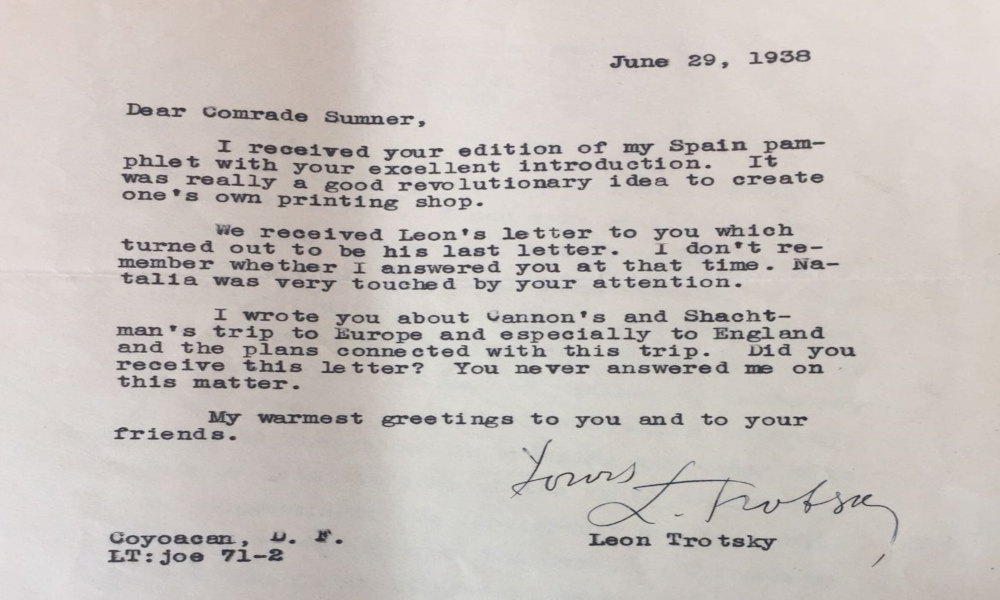 June 29, 1938
Dear Comrade Sumner,
I received your edition of my Spain pam-
phlet with your excellent introduction. It
was really a good revolutionary idea to create
one's own printing shop.
We received Leon's letter to you which
turned out to be his last letter. I don't re-
member whether I answered you at that time. Na-
talia was very touched by your attention.
I wrote you about Cannon's and Shacht-
man's trip to Europe and especially to England
and the plans connected with this trip. Did you
receive this letter? You never answered me on
this matter.
My warmest greetings to you and to your
friends.
Yours
L. Trotsky
Leon Trotsky
Coyoacan, D. F.
LT:joe 71-2